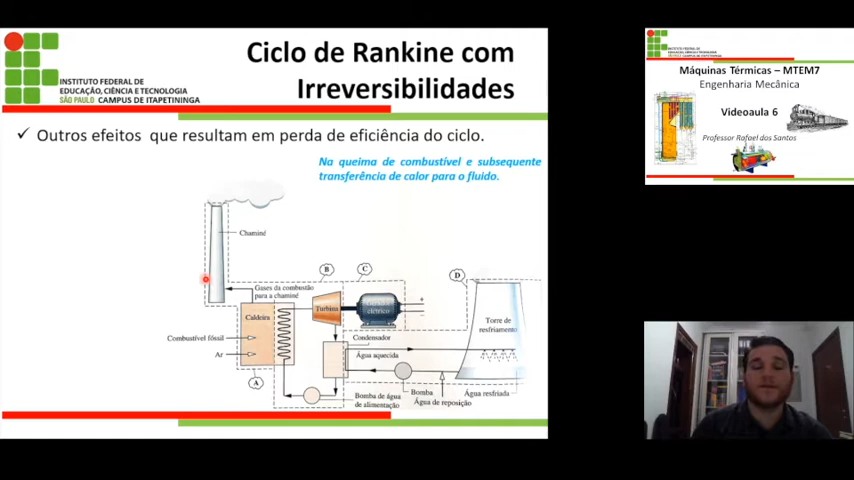 Ciclo de Rankine com
Irreversibilidades
INSTITUTO FEDERAL DE
EDUCAÇÃO, CIÊNCIA E TECNOLOGIA
SÃO PAULO CAMPUS DE ITAPETININGA
✓ Outros efeitos que resultam em perda de eficiência do ciclo.
Na queima de combustível e subsequente
transferência de calor para o fluido.
Chaminé
B
C
D
Gases da combustão
para a chaminé
Caldeira
Turbina
elétrico
Torre de
resfriamento
Combustível fóssil
Ar
Condensador
Água aquecida
A
Bomba de água
de alimentação
Bomba
Água de reposição
Água resfriada
Máquinas Térmicas – MTEM7
Engenharia Mecânica
Videoaula 6
Professor Rafael dos Santos